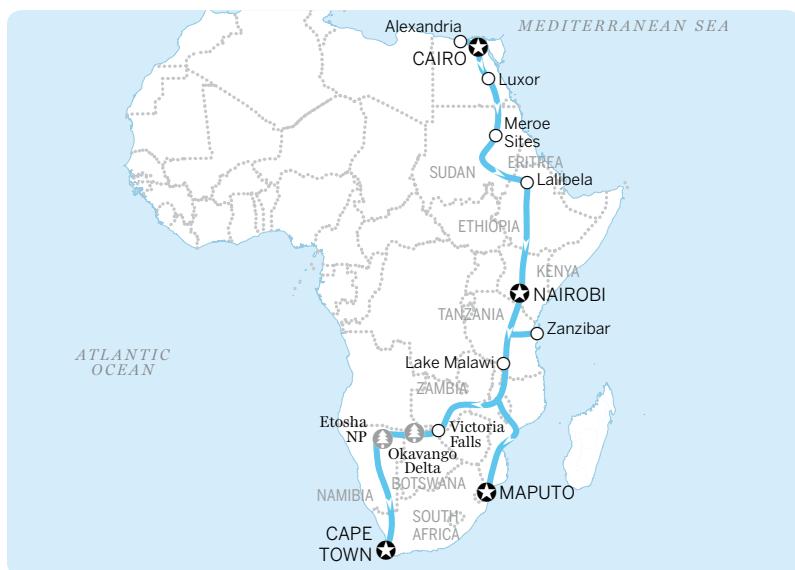 Alexandria
MEDITERRANEAN SEA
CAIRO
Luxor
Meroe
Sites
SUDAN
ERITREA
Lalibela
ETHIOPIA
KENYA
NAIROBI
TANZANIA
Zanzibar
ATLANTIC
OCEAN
Lake Malawi
ZAMBIA
Etosha
NP
Victoria
Falls
Okavango
Delta
BOTSWANA
NAMIBIA
MAPUTO
SOUTH
AFRICA
CAPE
TOWN